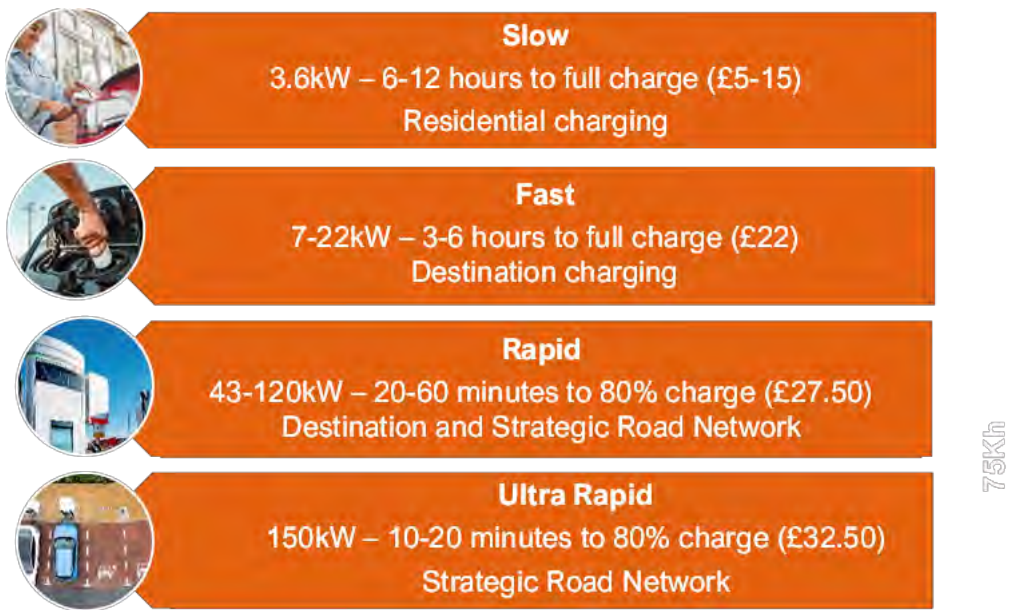 Slow
3.6kW – 6-12 hours to full charge (£5-15)
Residential charging
Fast
7-22kW – 3-6 hours to full charge (£22)
Destination charging
Rapid
43-120kW – 20-60 minutes to 80% charge (£27.50)
Destination and Strategic Road Network
Ultra Rapid
150kW – 10-20 minutes to 80% charge (£32.50)
Strategic Road Network
75Kh